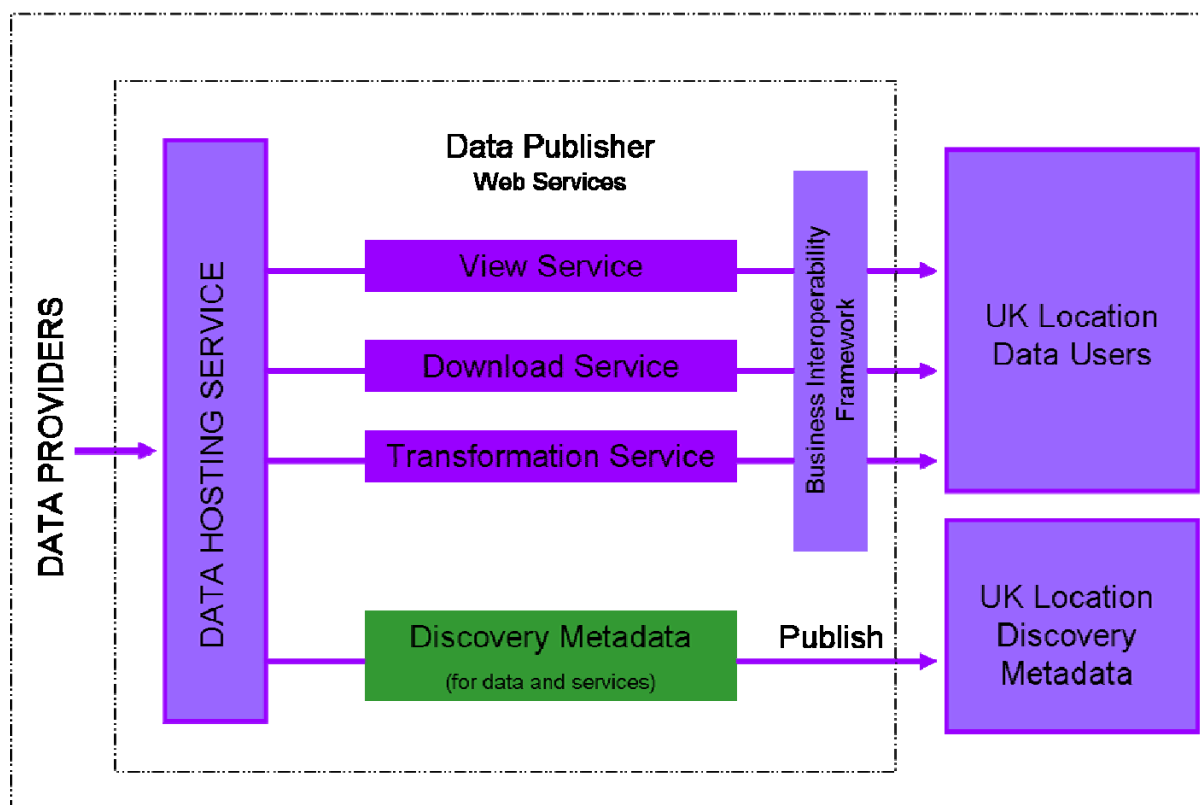 DATA PROVIDERS
DATA HOSTING SERVICE
Data Publisher
Web Services
View Service
Download Service
Transformation Service
Business Interoperability
Framework
UK Location
Data Users
Discovery Metadata
(for data and services)
Publish
UK Location
Discovery
Metadata